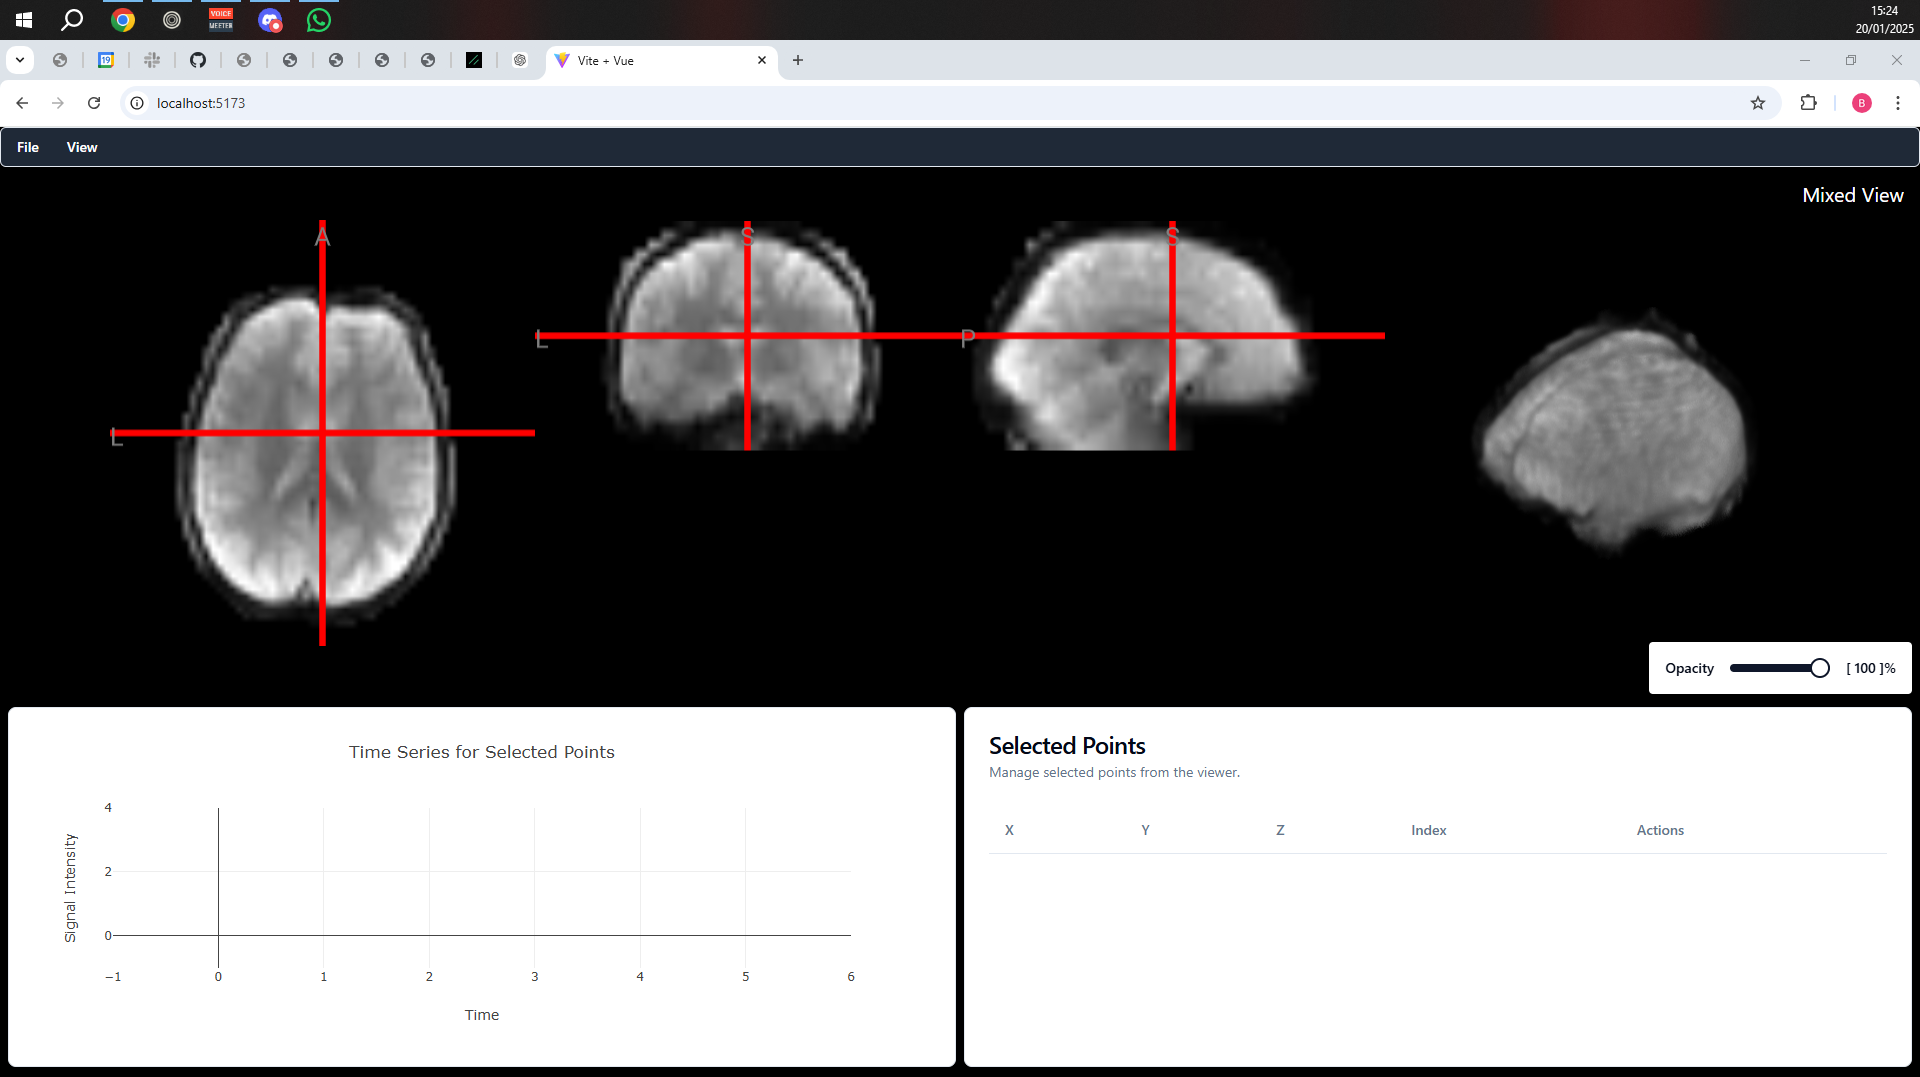 VOICE
MEETER
15:24
20/01/2025
19
Vite + Vue
localhost:5173
B
File View
Mixed View
A
S
S
L
P
L
Opacity [ 100 ]%
Time Series for Selected Points
4
2
0
Signal Intensity
−1 0 1 2 3 4 5 6
Time
Selected Points
Manage selected points from the viewer.
X Y Z Index Actions